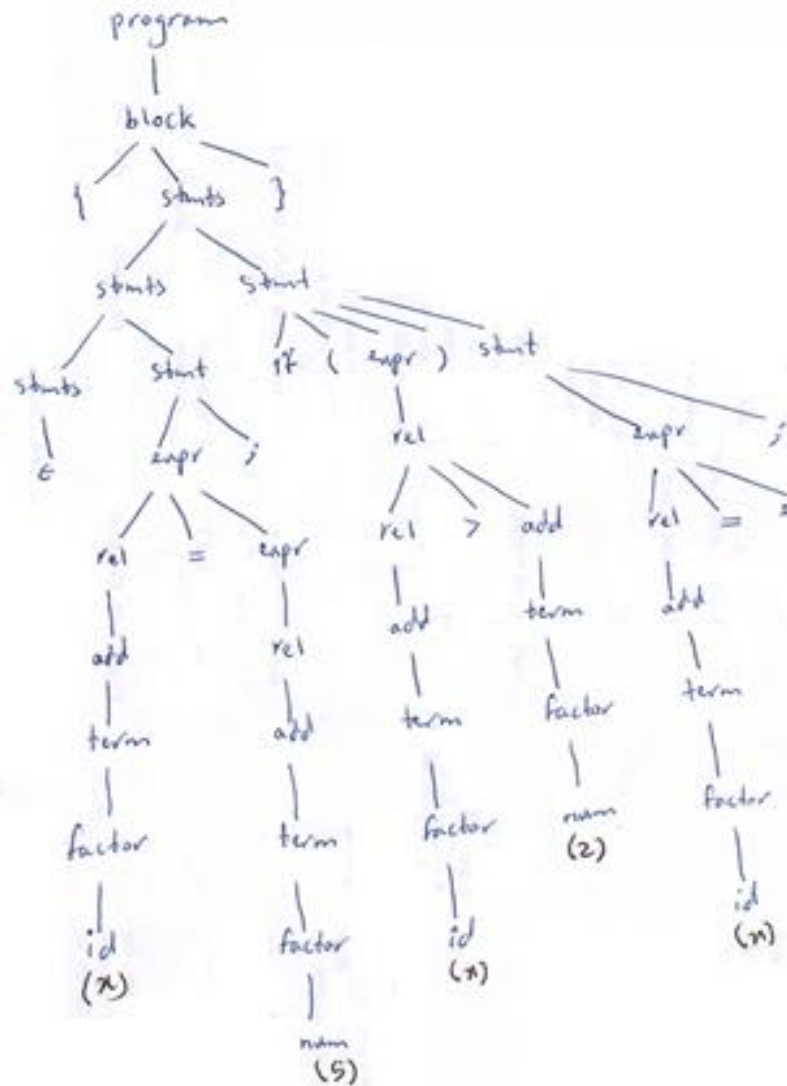 program
block
{ stmts }
stmts stmt
stmts stmt if ( expr ) stmt
ϵ expr ; rel expr ;
rel = expr rel > add rel =
add rel add term add
term add term factor term
factor term factor num factor
(2)
id factor id id
(x) (x) (x)
num
(5)